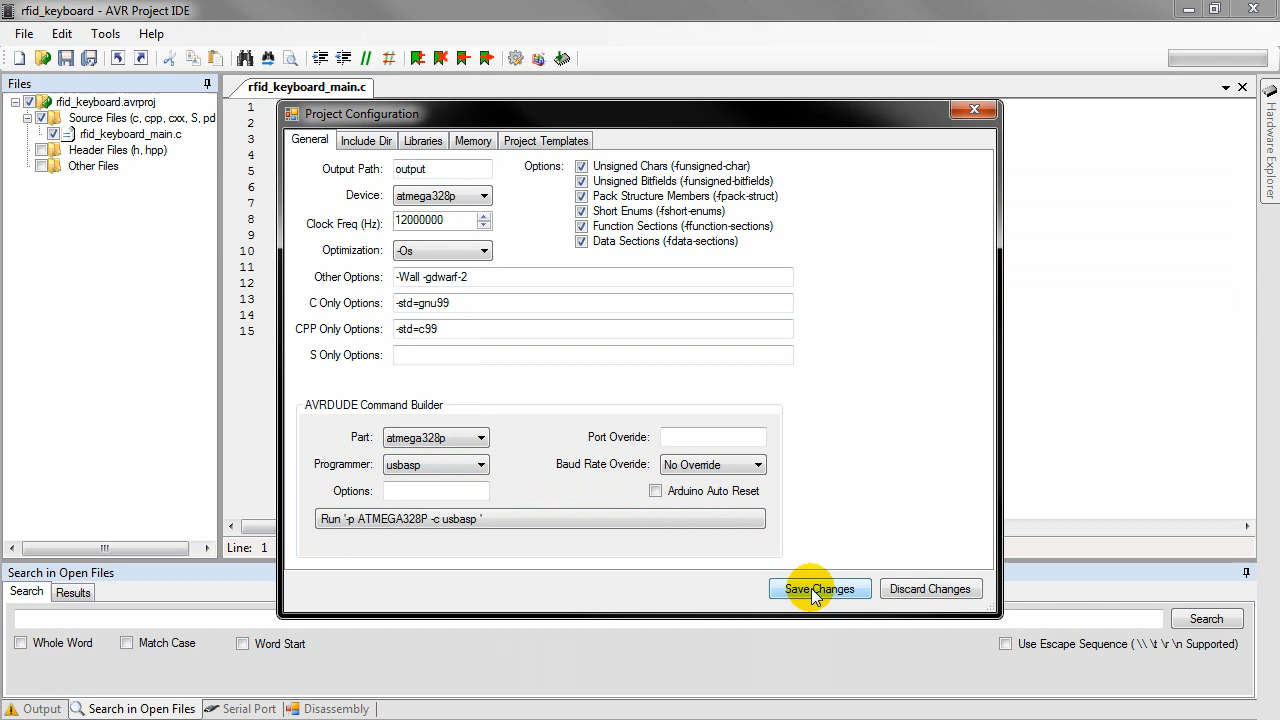 rfid_keyboard - AVR Project IDE
File Edit Tools Help
Files
rfid_keyboard.avrproj
Source Files (c, cpp, cxx, S, pd
rfid_keyboard_main.c
Header Files (h, hpp)
Other Files
rfid_keyboard_main.c
1
2
3
4
5
6
7
8
9
10
11
12
13
14
15
Line: 1
Project Configuration
General Include Dir Libraries Memory Project Templates
Output Path: output
Device: atmega328p
Clock Freq (Hz): 12000000
Optimization: -Os
Options: Unsigned Chars (-funsigned-char)
Unsigned Bitfields (-funsigned-bitfields)
Pack Structure Members (-fpack-struct)
Short Enums (-fshort-enums)
Function Sections (-ffunction-sections)
Data Sections (-fdata-sections)
Other Options: -Wall -gdwarf-2
C Only Options: -std=gnu99
CPP Only Options: -std=c99
S Only Options:
AVRDUDE Command Builder
Part: atmega328p Port Overide:
Programmer: usbasp Baud Rate Override: No Override
Options: Arduino Auto Reset
Run '-p ATMEGA328P -c usbasp '
Save Changes Discard Changes
Hardware Explorer
Search in Open Files
Search Results
Search
Whole Word Match Case Word Start Use Escape Sequence ( \\ \t \r \n Supported)
Output Search in Open Files Serial Port Disassembly